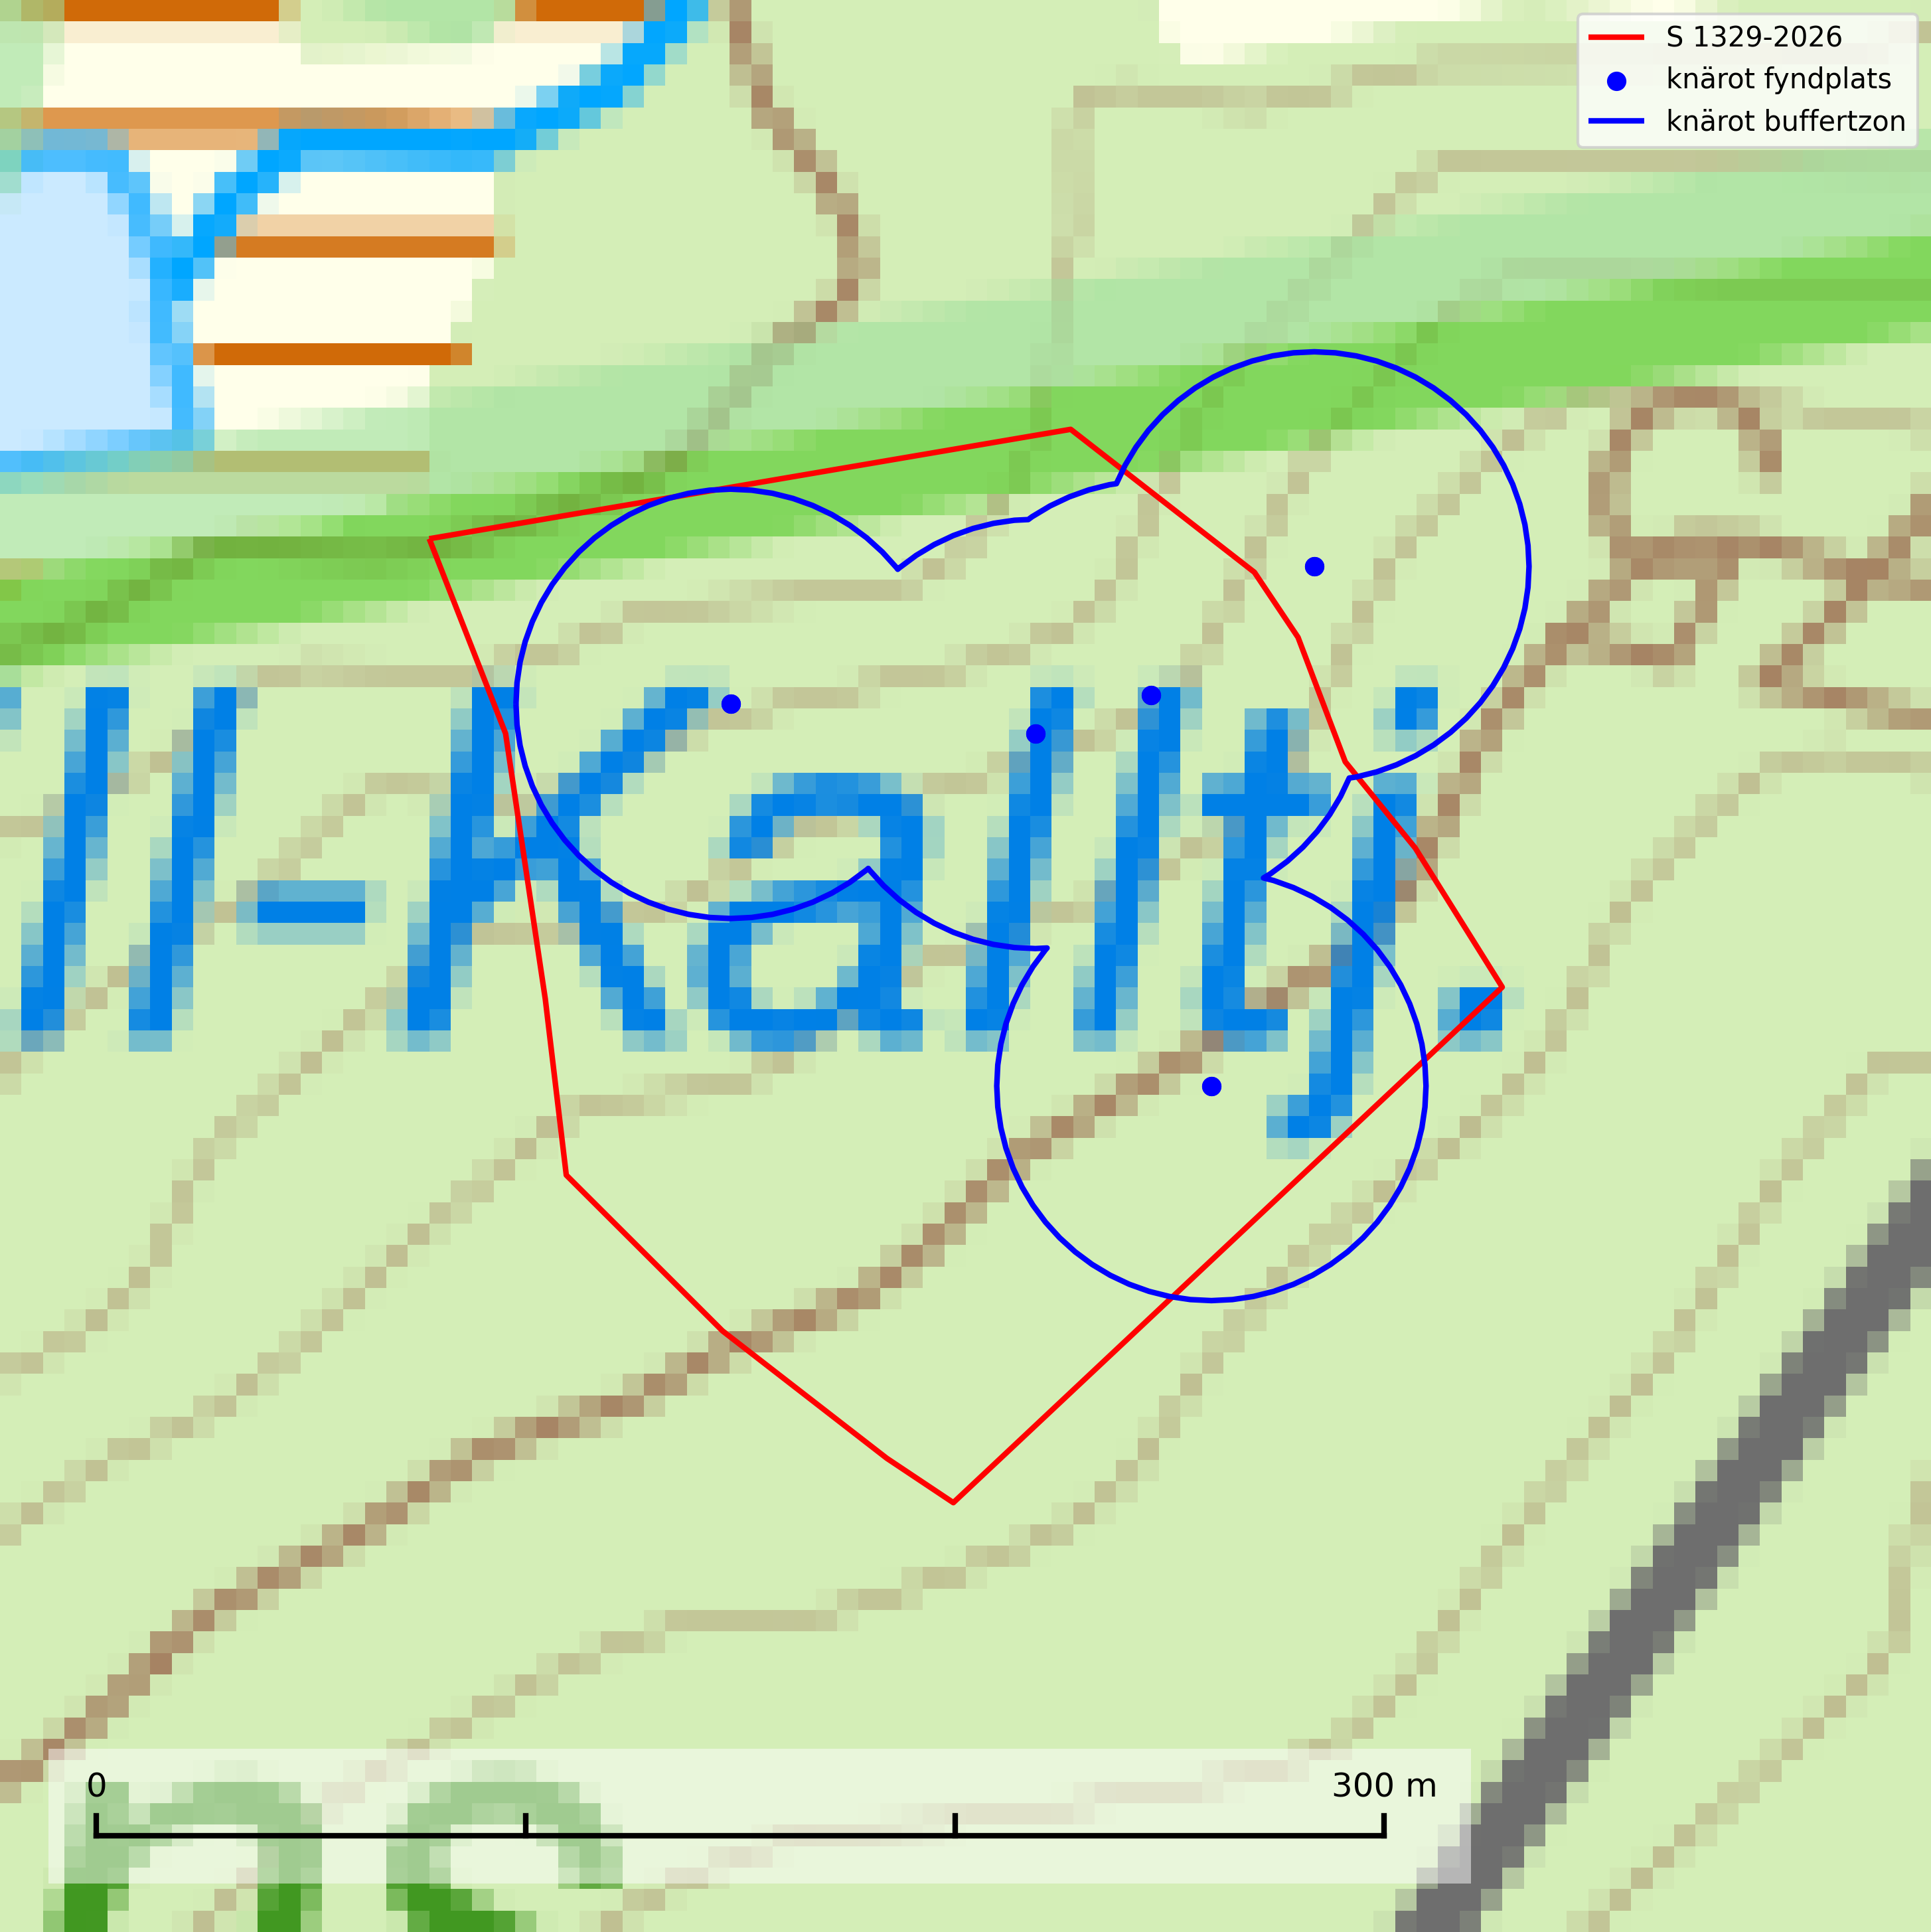 S 1329-2026
knärot fyndplats
knärot buffertzon
0
300 m